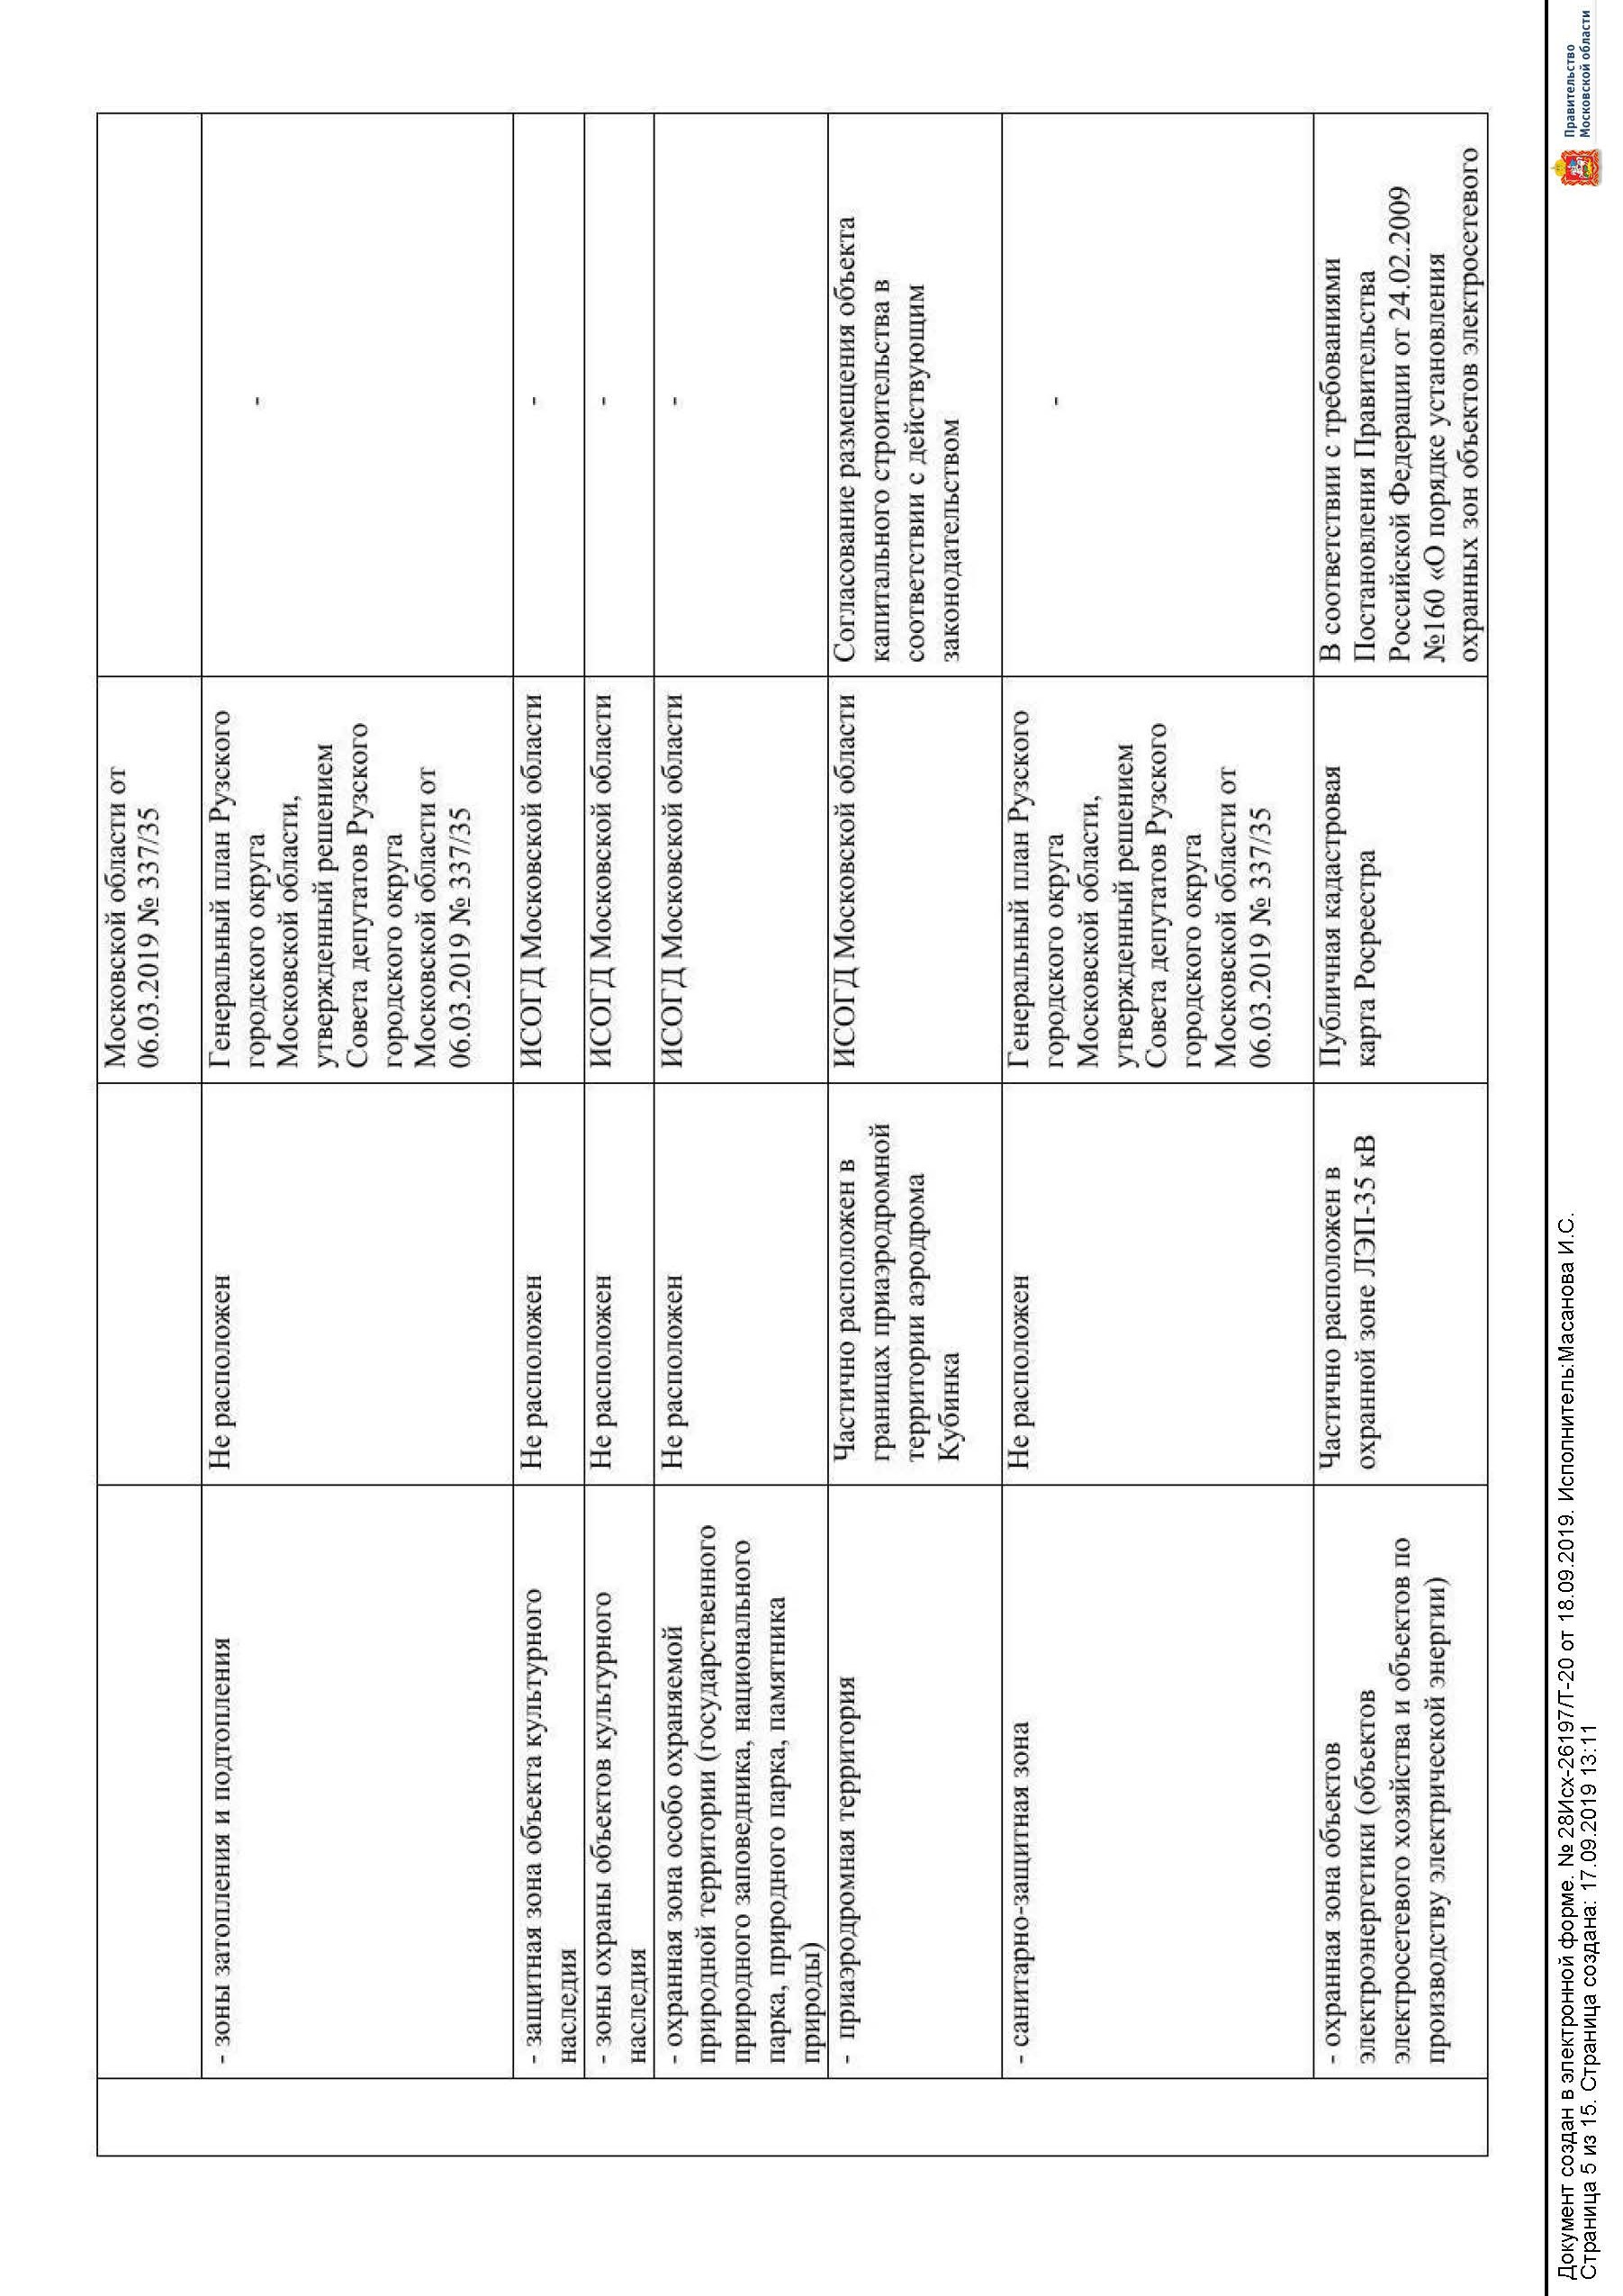 Московской области от
06.03.2019 № 337/35
- зоны затопления и подтопления
Не расположен
Генеральный план Рузского
городского округа
Московской области,
утвержденный решением
Совета депутатов Рузского
городского округа
Московской области от
06.03.2019 № 337/35
-
- защитная зона объекта культурного
наследия
Не расположен
ИСОГД Московской области
-
- зоны охраны объектов культурного
наследия
Не расположен
ИСОГД Московской области
-
- охранная зона особо охраняемой
природной территории (государственного
природного заповедника, национального
парка, природного парка, памятника
природы)
Не расположен
ИСОГД Московской области
-
- приаэродромная территория
Частично расположен в
границах приаэродромной
территории аэродрома
Кубинка
ИСОГД Московской области
Согласование размещения объекта
капитального строительства в
соответствии с действующим
законодательством
- санитарно-защитная зона
Не расположен
Генеральный план Рузского
городского округа
Московской области,
утвержденный решением
Совета депутатов Рузского
городского округа
Московской области от
06.03.2019 № 337/35
-
- охранная зона объектов
электроэнергетики (объектов
электросетевого хозяйства и объектов по
производству электрической энергии)
Частично расположен в
охранной зоне ЛЭП-35 кВ
Публичная кадастровая
карта Росреестра
В соответствии с требованиями
Постановления Правительства
Российской Федерации от 24.02.2009
№160 «О порядке установления
охранных зон объектов электросетевого
Документ создан в электронной форме. № 28Исх-26197/Т-20 от 18.09.2019. Исполнитель:Масанова И.С.
Страница 5 из 15. Страница создана: 17.09.2019 13:11
Правительство
Московской области